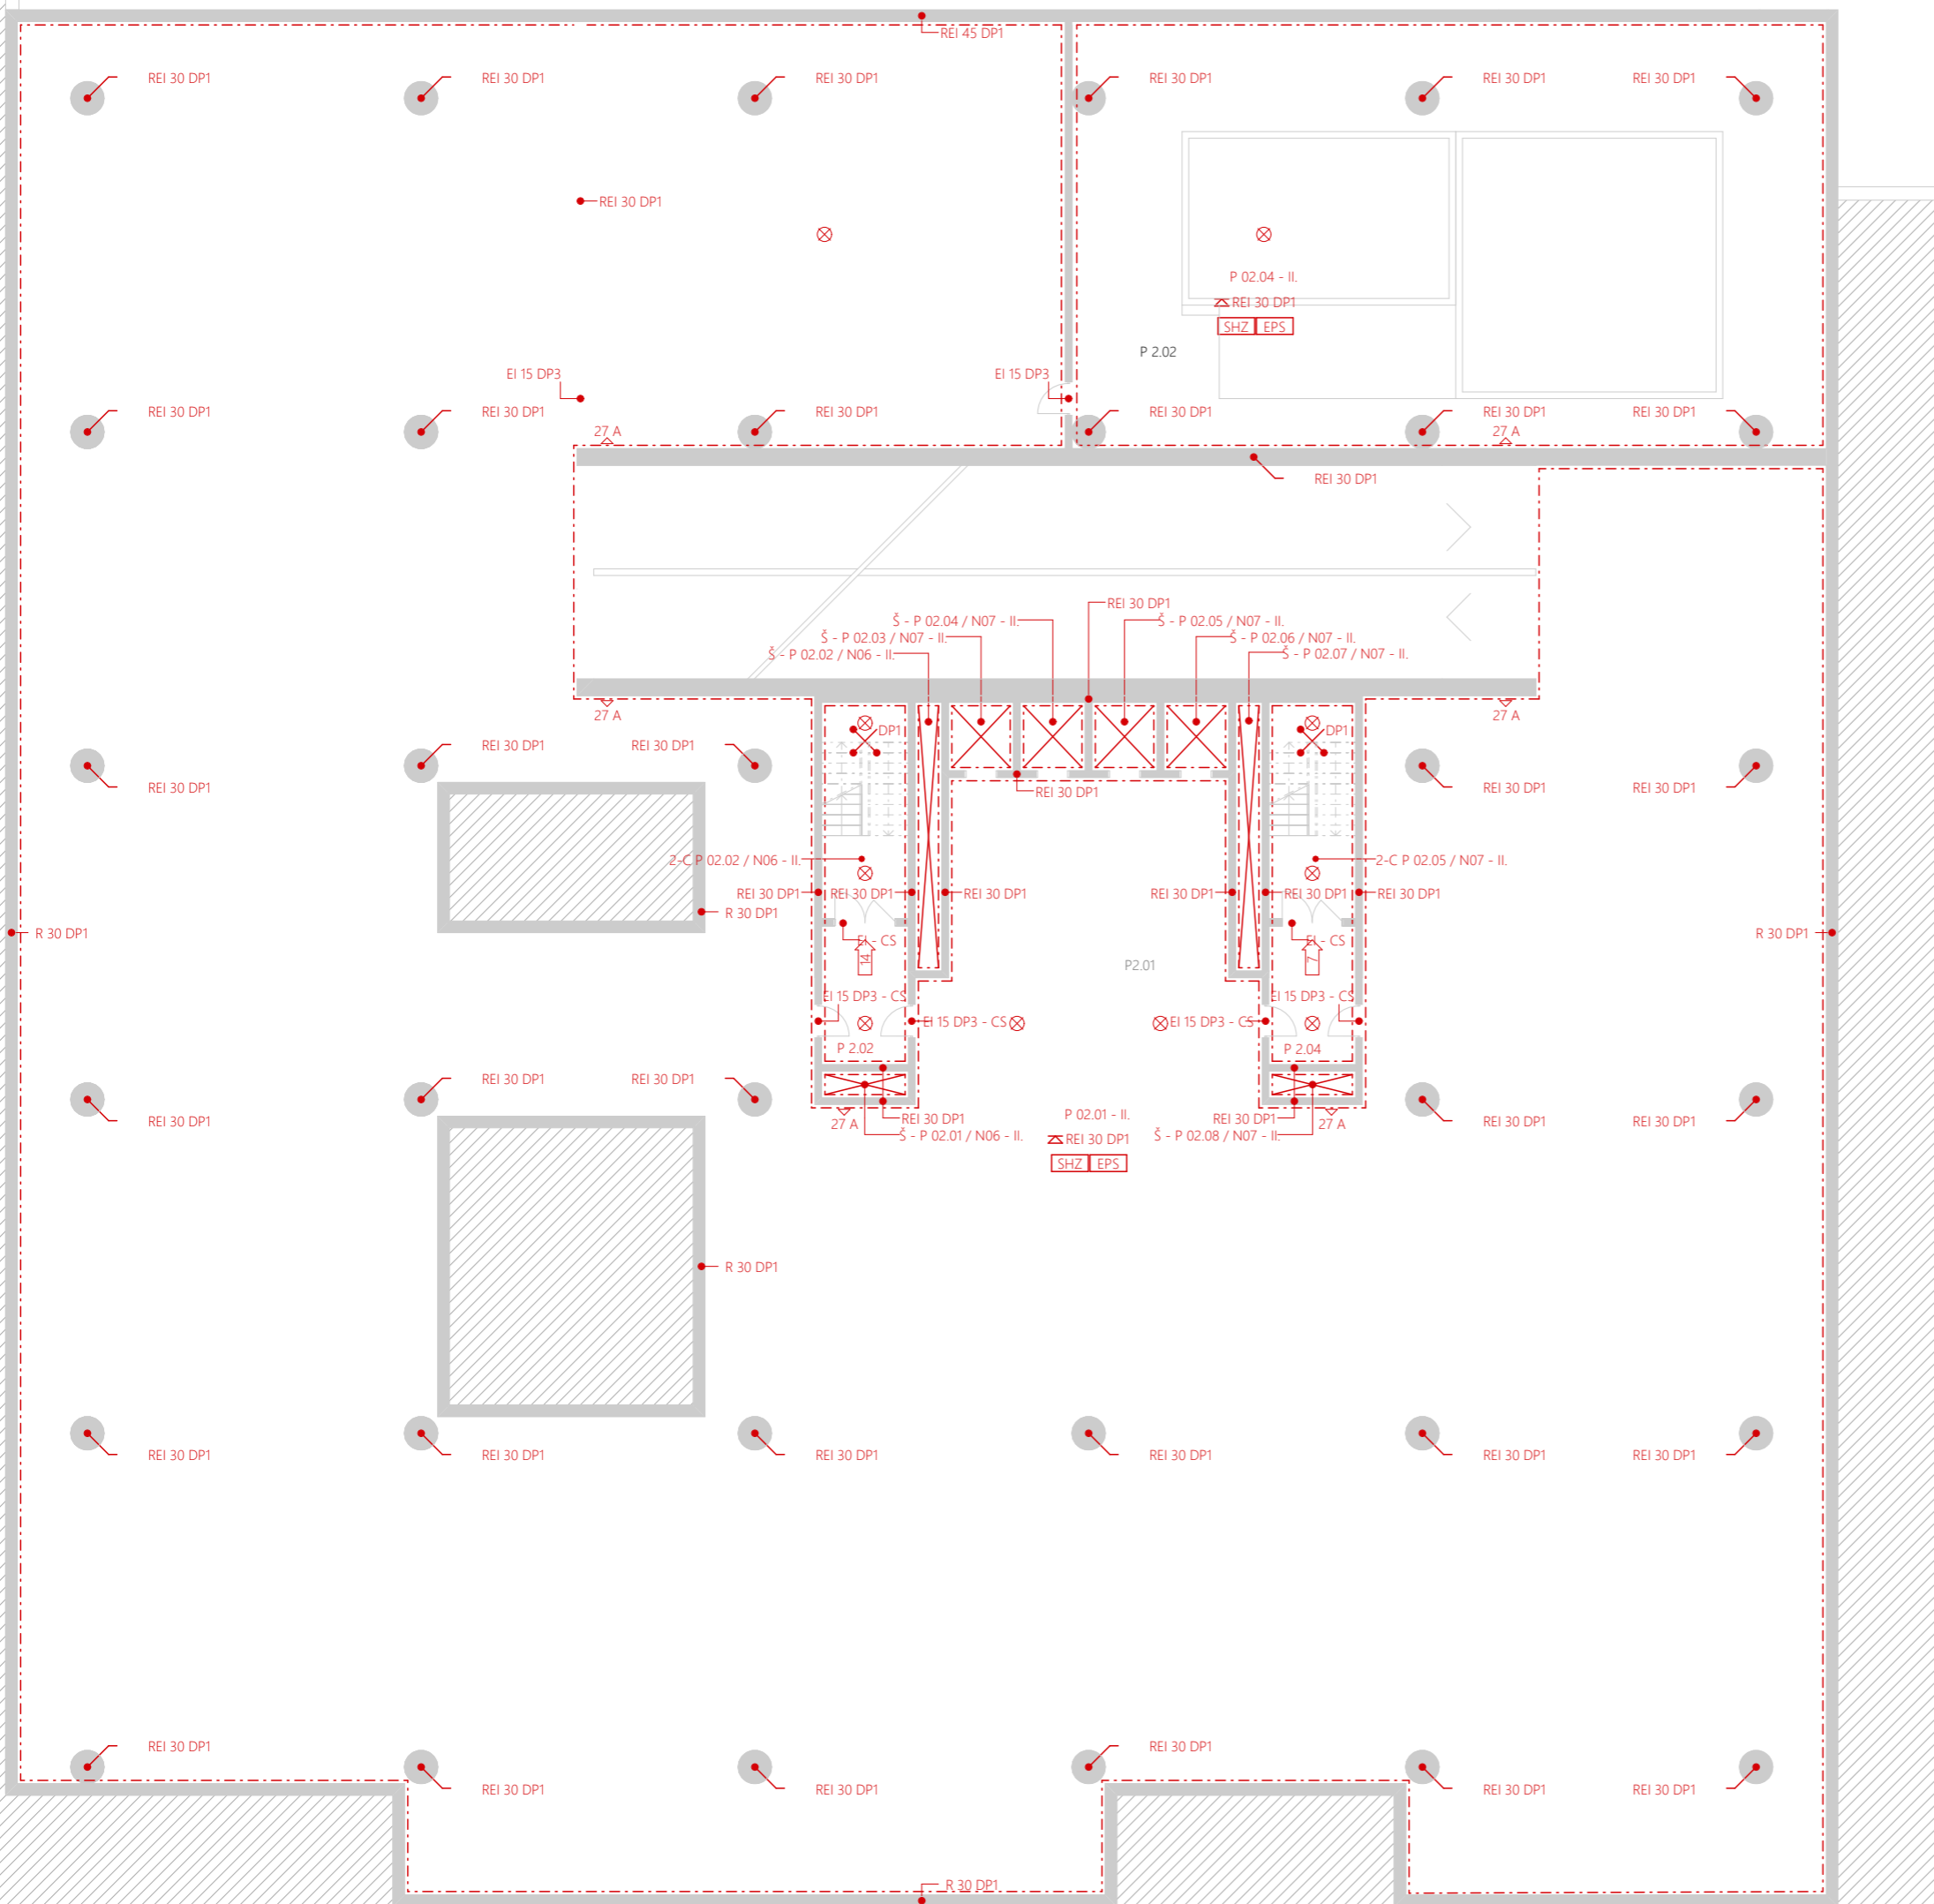 REI 45 DP1
REI 30 DP1
REI 30 DP1
REI 30 DP1
REI 30 DP1
REI 30 DP1
REI 30 DP1
REI 30 DP1
P 02.04 - II.
REI 30 DP1
SHZ
EPS
P 2.02
EI 15 DP3
EI 15 DP3
REI 30 DP1
REI 30 DP1
REI 30 DP1
REI 30 DP1
REI 30 DP1
REI 30 DP1
27 A
27 A
REI 30 DP1
REI 30 DP1
Š - P 02.04 / N07 - II.
Š - P 02.05 / N07 - II.
Š - P 02.03 / N07 - II.
Š - P 02.06 / N07 - II.
Š - P 02.02 / N06 - II.
Š - P 02.07 / N07 - II.
27 A
27 A
DP1
DP1
REI 30 DP1
REI 30 DP1
REI 30 DP1
REI 30 DP1
REI 30 DP1
REI 30 DP1
2-C P 02.02 / N06 - II.
2-C P 02.05 / N07 - II.
REI 30 DP1
REI 30 DP1
REI 30 DP1
REI 30 DP1
REI 30 DP1
REI 30 DP1
R 30 DP1
R 30 DP1
R 30 DP1
EI - CS
EI - CS
14
7
P2.01
EI 15 DP3 - CS
EI 15 DP3 - CS
EI 15 DP3 - CS
EI 15 DP3 - CS
P 2.02
P 2.04
REI 30 DP1
REI 30 DP1
REI 30 DP1
REI 30 DP1
REI 30 DP1
REI 30 DP1
REI 30 DP1
P 02.01 - II.
27 A
27 A
Š - P 02.01 / N06 - II.
REI 30 DP1
Š - P 02.08 / N07 - II.
SHZ
EPS
R 30 DP1
REI 30 DP1
REI 30 DP1
REI 30 DP1
REI 30 DP1
REI 30 DP1
REI 30 DP1
REI 30 DP1
REI 30 DP1
REI 30 DP1
REI 30 DP1
REI 30 DP1
REI 30 DP1
R 30 DP1